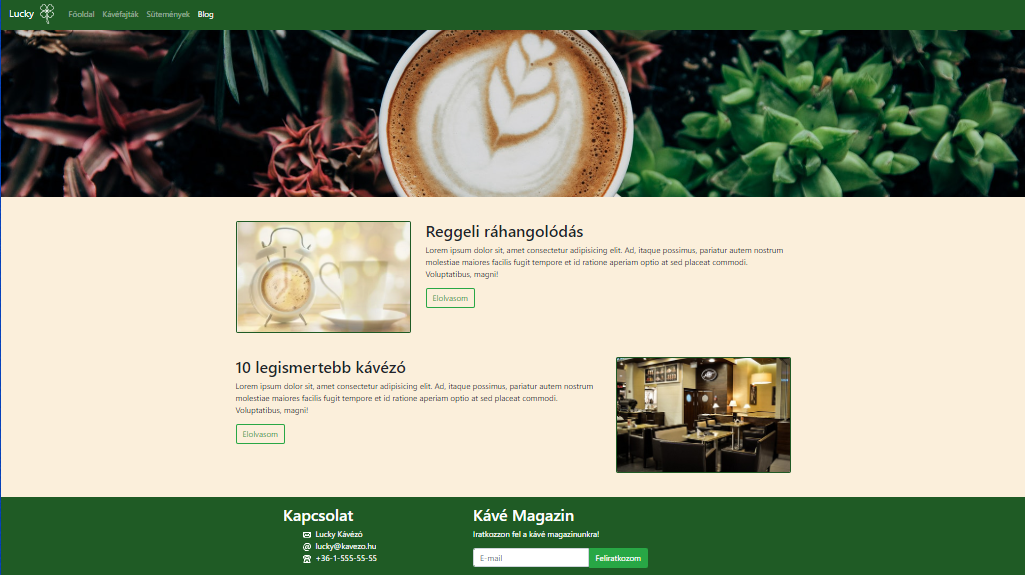 Lucky
Főoldal Kávéfajták Sütemények Blog
Reggeli ráhangolódás
Lorem ipsum dolor sit, amet consectetur adipisicing elit. Ad, itaque possimus, pariatur autem nostrum
molestiae maiores facilis fugit tempore et id ratione aperiam optio at sed placeat commodi.
Voluptatibus, magni!
Elolvasom
10 legismertebb kávézó
Lorem ipsum dolor sit, amet consectetur adipisicing elit. Ad, itaque possimus, pariatur autem nostrum
molestiae maiores facilis fugit tempore et id ratione aperiam optio at sed placeat commodi.
Voluptatibus, magni!
Elolvasom
Kapcsolat
Lucky Kávézó
lucky@kavezo.hu
+36-1-555-55-55
Kávé Magazin
Iratkozzon fel a kávé magazinunkra!
E-mail
Feliratkozom